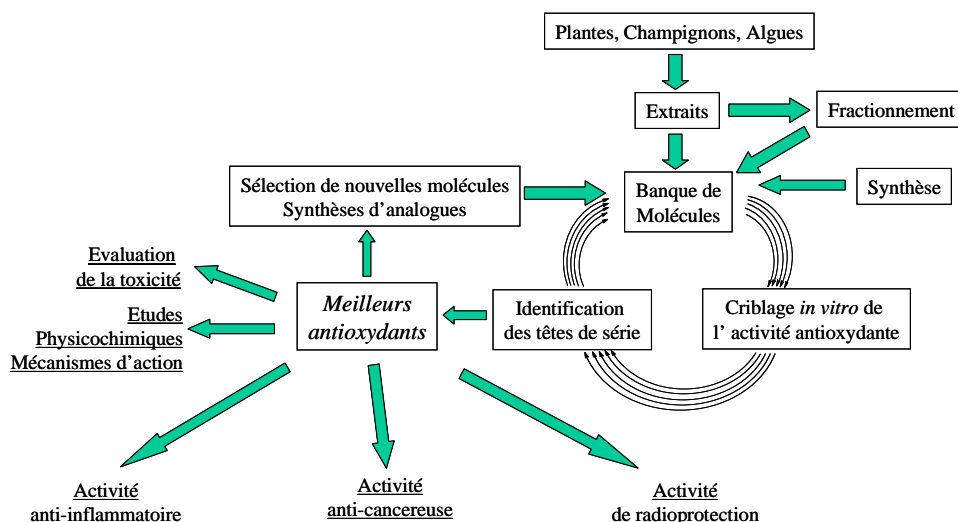 Plantes, Champignons, Algues
Extraits
Fractionnement
Sélection de nouvelles molécules
Synthèses d’analogues
Banque de
Molécules
Synthèse
Evaluation
de la toxicité
Etudes
Physicochimiques
Mécanismes d’action
Meilleurs
antioxydants
Identification
des têtes de série
Criblage in vitro de
l’ activité antioxydante
Activité
anti-inflammatoire
Activité
anti-cancereuse
Activité
de radioprotection